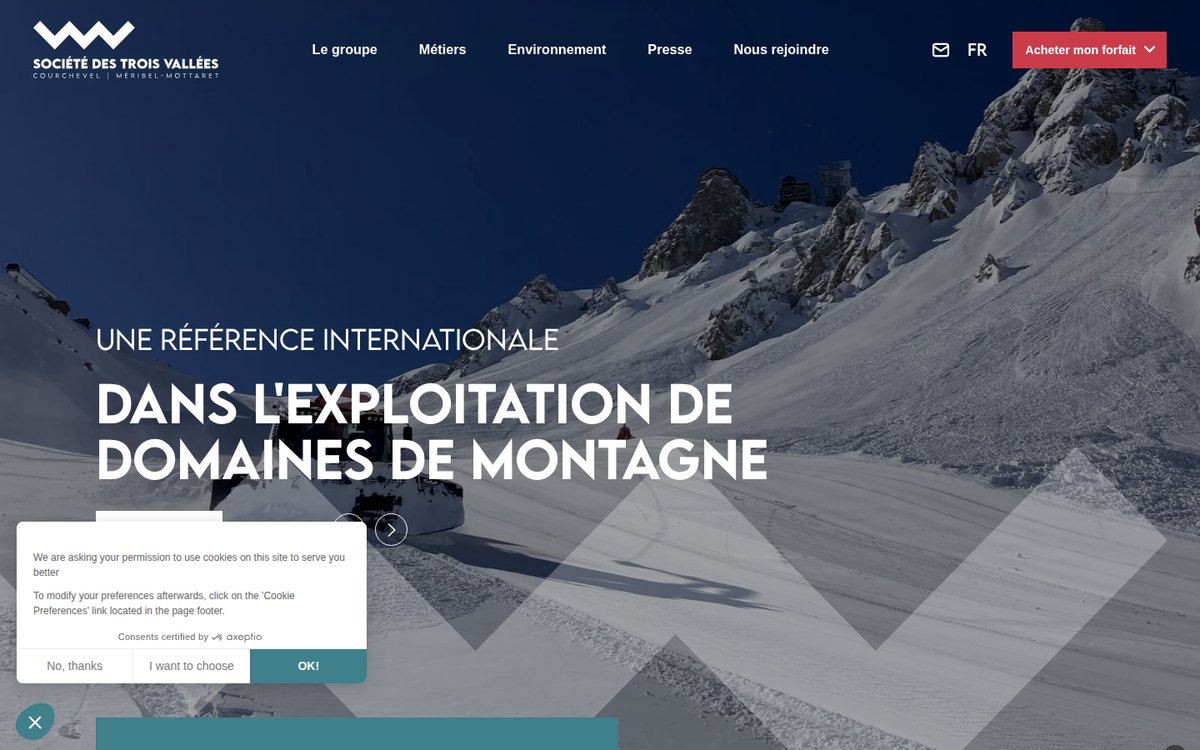 SOCIÉTÉ DES TROIS VALLÉES
COURCHEVEL | MÉRIBEL-MOTTARET
Le groupe
Métiers
Environnement
Presse
Nous rejoindre
FR
Acheter mon forfait
UNE RÉFÉRENCE INTERNATIONALE
DANS L'EXPLOITATION DE
DOMAINES DE MONTAGNE
We are asking your permission to use cookies on this site to serve you
better
To modify your preferences afterwards, click on the 'Cookie
Preferences' link located in the page footer.
Consents certified by axeptio
No, thanks
I want to choose
OK!